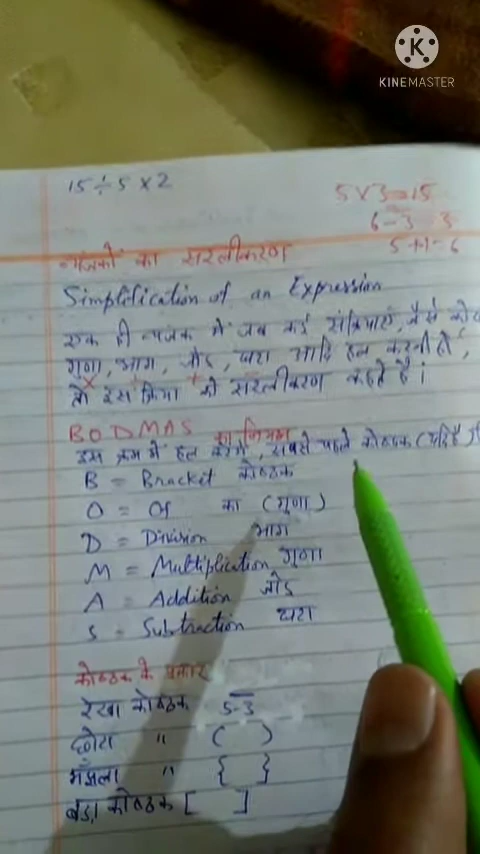 K
KINEMASTER
15 ÷ 5 × 2
5 × 3 = 15
6 - 3 3
5 + 1 = 6
व्यंजकों का सरलीकरण
Simplification of an Expression
एक ही व्यंजक में जब कई संक्रियाएं, जैसे को
गुणा, भाग, जोड़, घटा आदि हल करनी हों,
× ÷ + -
तो इस क्रिया को सरलीकरण कहते है।
BODMAS का नियम
इस क्रम में हल करेंगे, सबसे पहले कोष्ठक (यदि है)
B = Bracket कोष्ठक
O = Of का (गुणा)
D = Division भाग
M = Multiplication गुणा
A = Addition जोड़
S = Subtraction घटा
कोष्ठक के प्रकार
रेखा कोष्ठक 5-3
छोटा " ( )
मँझला " { }
बड़ा कोष्ठक [ ]